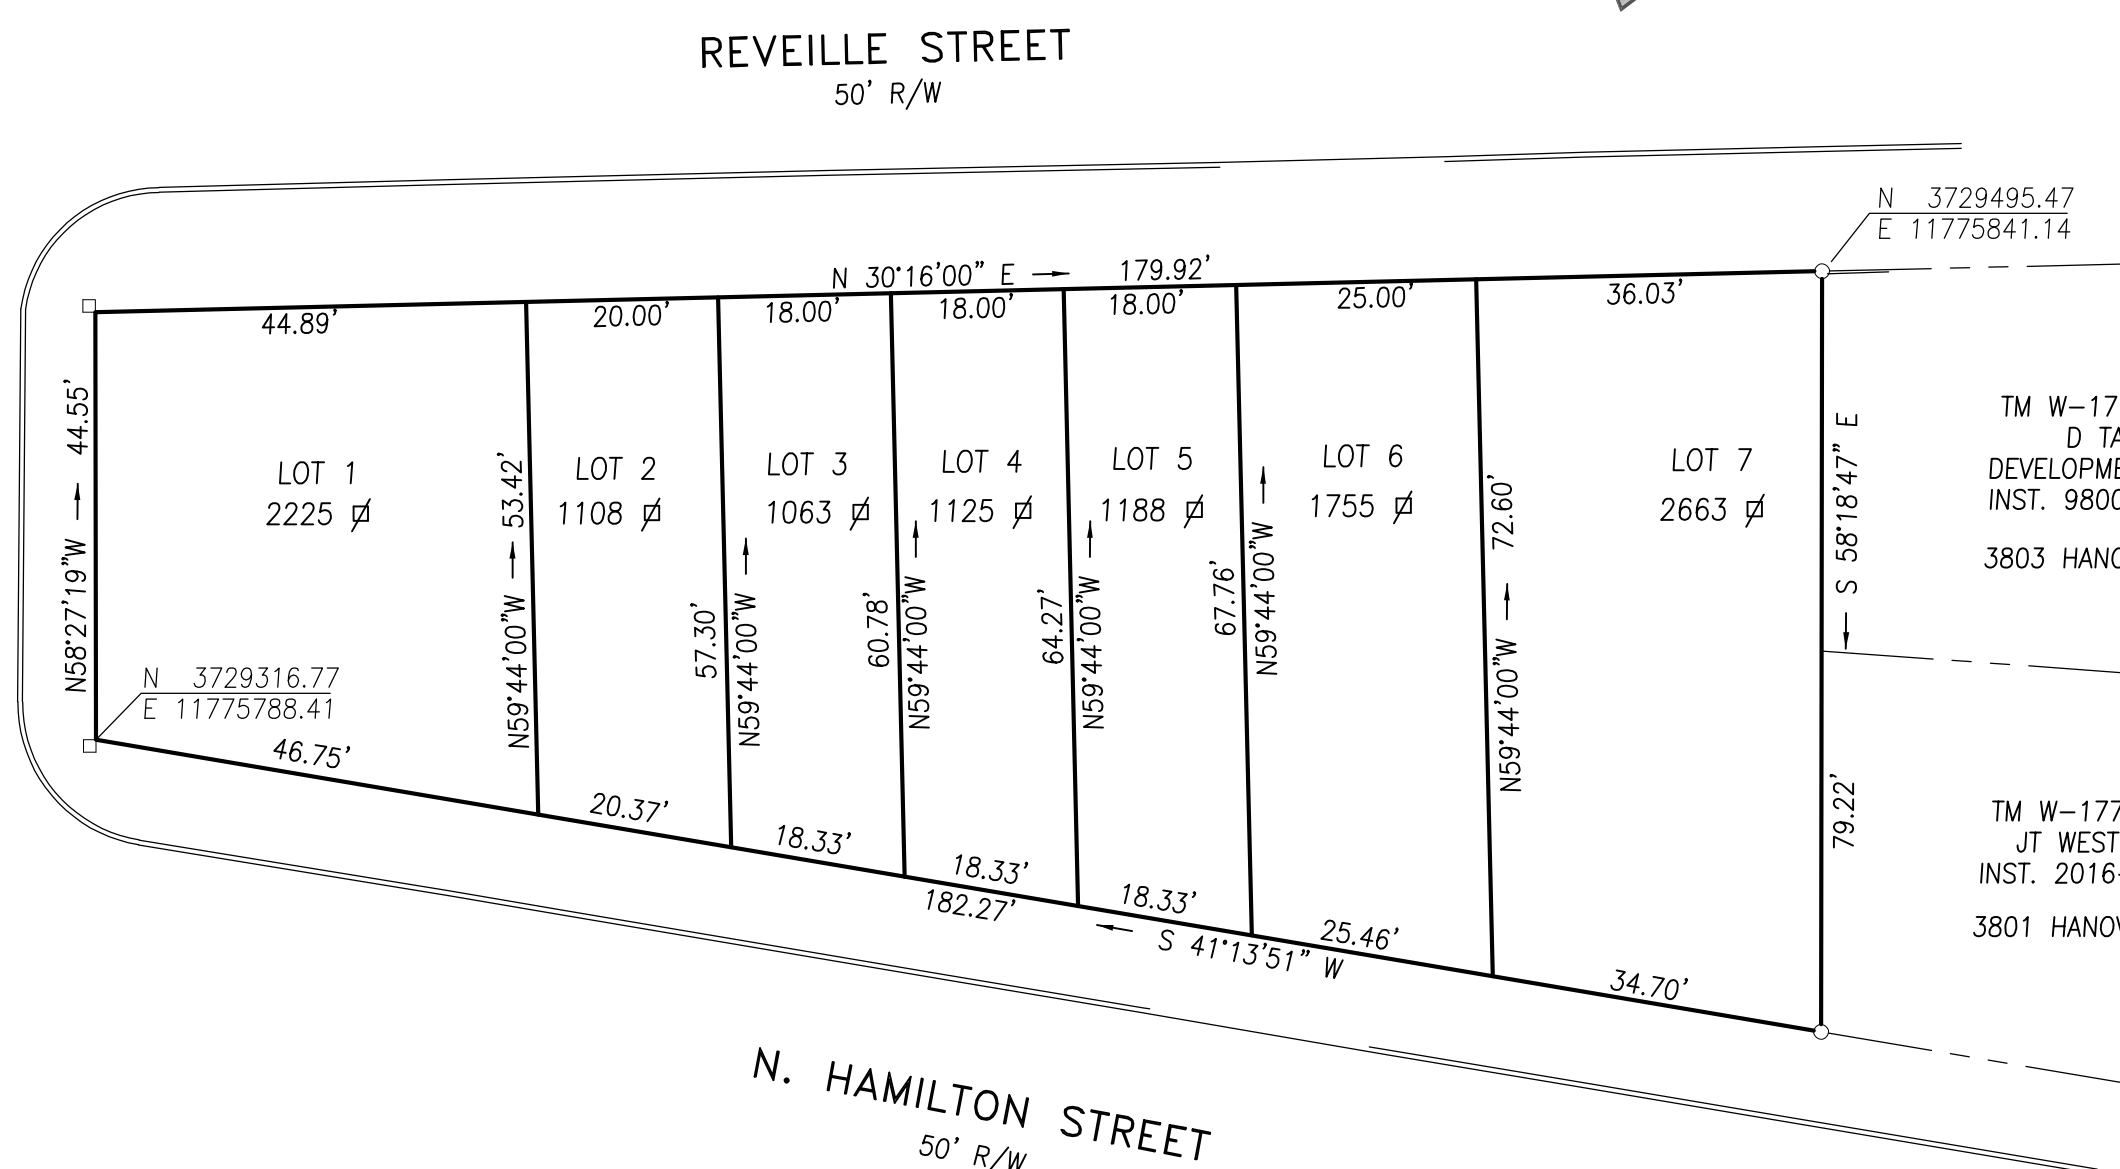 REVEILLE STREET
50' R/W
N 3729495.47
E 11775841.14
N 30°16'00" E
179.92'
44.89'
20.00'
18.00'
18.00'
18.00'
25.00'
36.03'
N58°27'19"W
44.55'
LOT 1
2225
N59°44'00"W
53.42'
LOT 2
1108
57.30'
N59°44'00"W
LOT 3
1063
60.78'
N59°44'00"W
LOT 4
1125
64.27'
N59°44'00"W
LOT 5
1188
67.76'
N59°44'00"W
LOT 6
1755
N59°44'00"W
72.60'
LOT 7
2663
S 58°18'47" E
79.22'
TM W-17
D TA
DEVELOPME
INST. 9800
3803 HANO
N 3729316.77
E 11775788.41
46.75'
20.37'
18.33'
18.33'
18.33'
25.46'
34.70'
182.27'
S 41°13'51" W
TM W-177
JT WEST
INST. 2016-
3801 HANOV
N. HAMILTON STREET
50' R/W